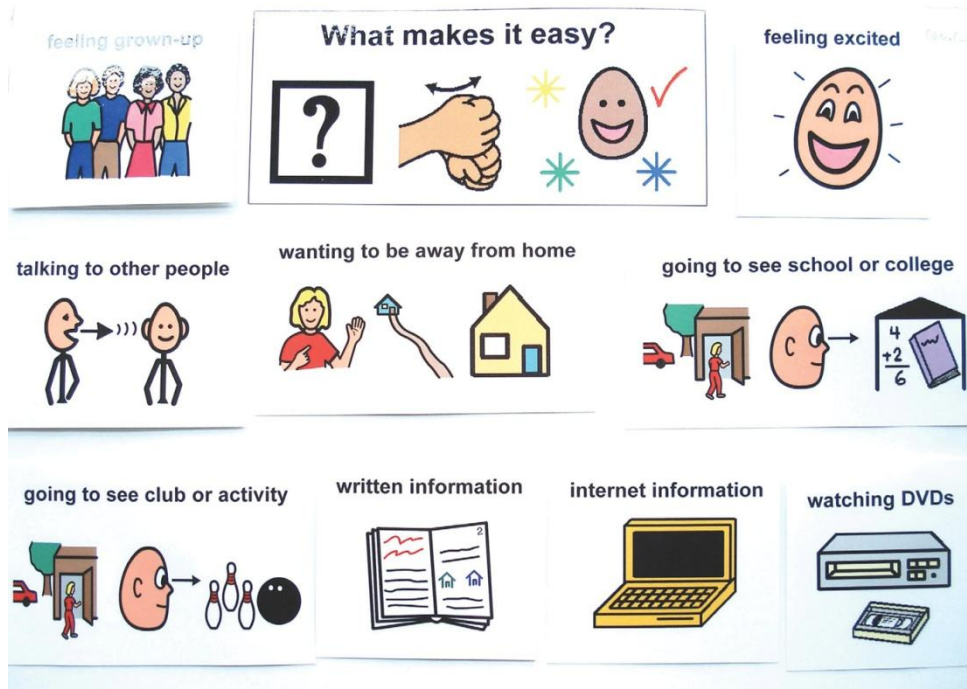 feeling grown-up
What makes it easy?
feeling excited
?
talking to other people
wanting to be away from home
going to see school or college
4
+2
6
going to see club or activity
written information
internet information
watching DVDs
2